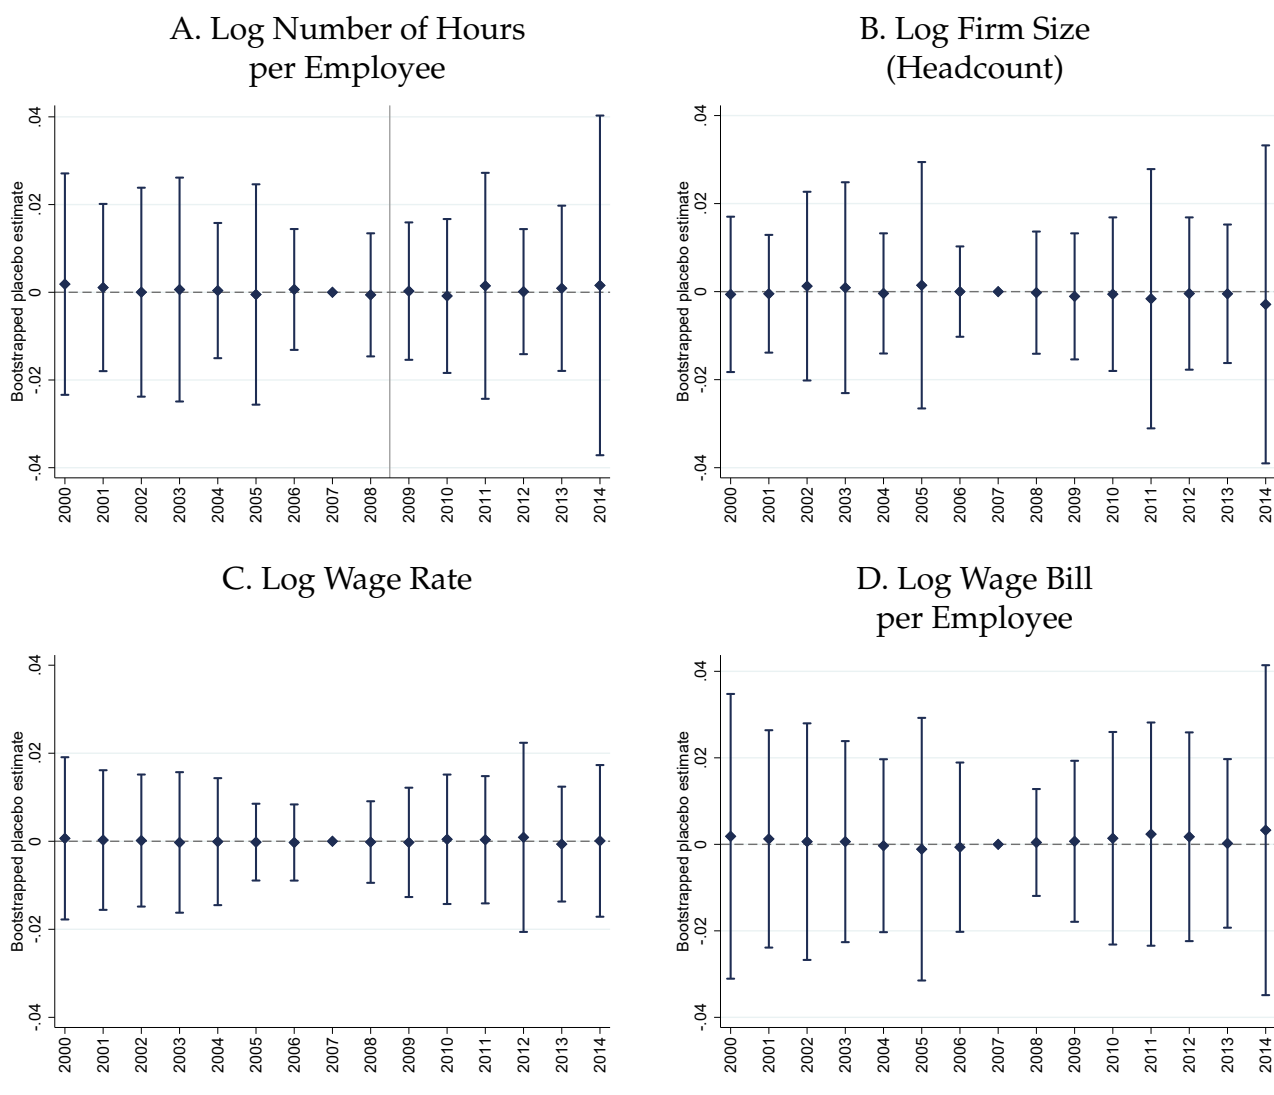 A. Log Number of Hours
per Employee
Bootstrapped placebo estimate
.04
.02
0
-.02
-.04
2000 2001 2002 2003 2004 2005 2006 2007 2008 2009 2010 2011 2012 2013 2014
B. Log Firm Size
(Headcount)
Bootstrapped placebo estimate
.04
.02
0
-.02
-.04
2000 2001 2002 2003 2004 2005 2006 2007 2008 2009 2010 2011 2012 2013 2014
C. Log Wage Rate
Bootstrapped placebo estimate
.04
.02
0
-.02
-.04
2000 2001 2002 2003 2004 2005 2006 2007 2008 2009 2010 2011 2012 2013 2014
D. Log Wage Bill
per Employee
Bootstrapped placebo estimate
.04
.02
0
-.02
-.04
2000 2001 2002 2003 2004 2005 2006 2007 2008 2009 2010 2011 2012 2013 2014